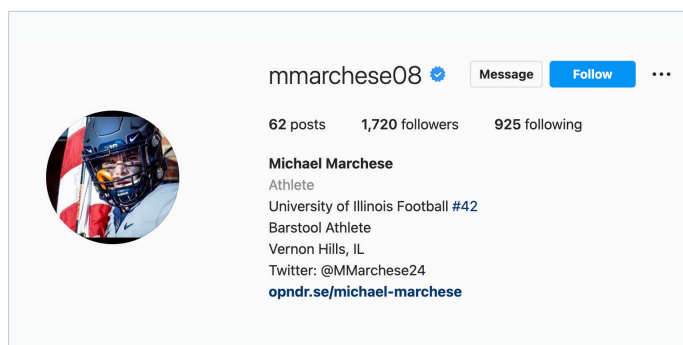 mmarchese08 Message Follow
62 posts 1,720 followers 925 following
Michael Marchese
Athlete
University of Illinois Football #42
Barstool Athlete
Vernon Hills, IL
Twitter: @MMarchese24
opndr.se/michael-marchese